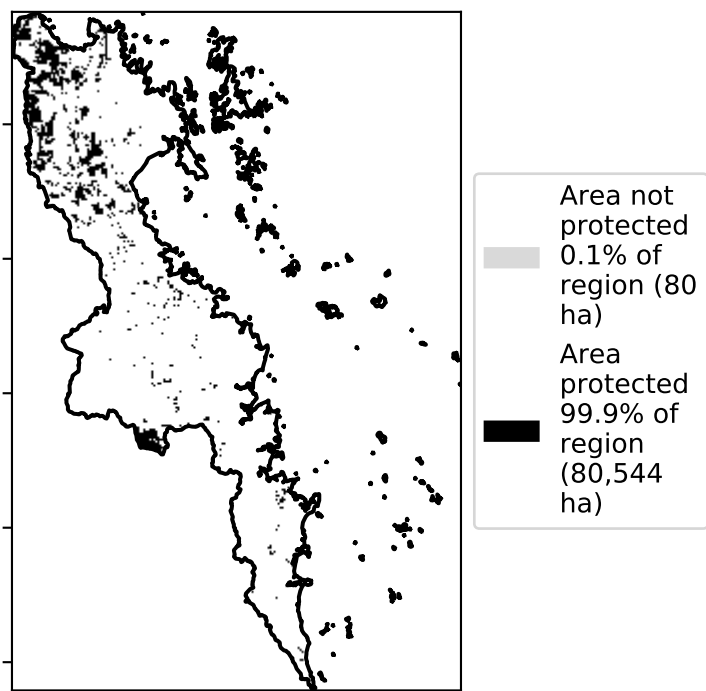 Area not
protected
0.1% of
region (80
ha)
Area
protected
99.9% of
region
(80,544
ha)